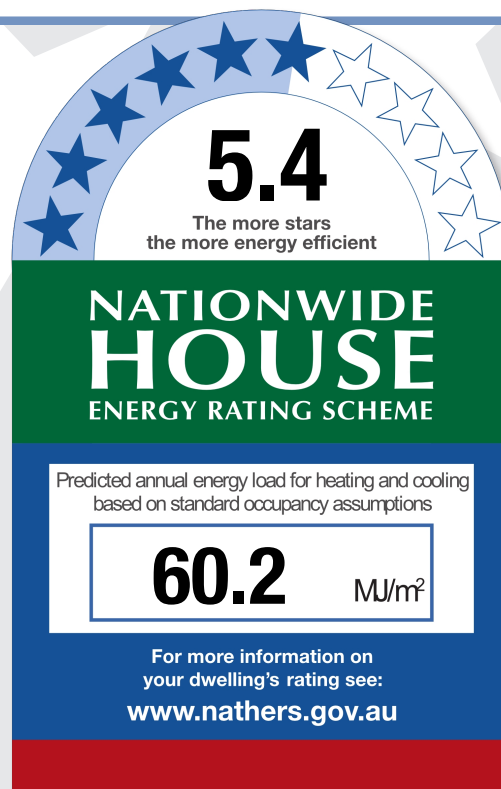 5.4
The more stars
the more energy efficient
NATIONWIDE
HOUSE
ENERGY RATING SCHEME
Predicted annual energy load for heating and cooling
based on standard occupancy assumptions
60.2 MJ/m²
For more information on
your dwelling's rating see:
www.nathers.gov.au